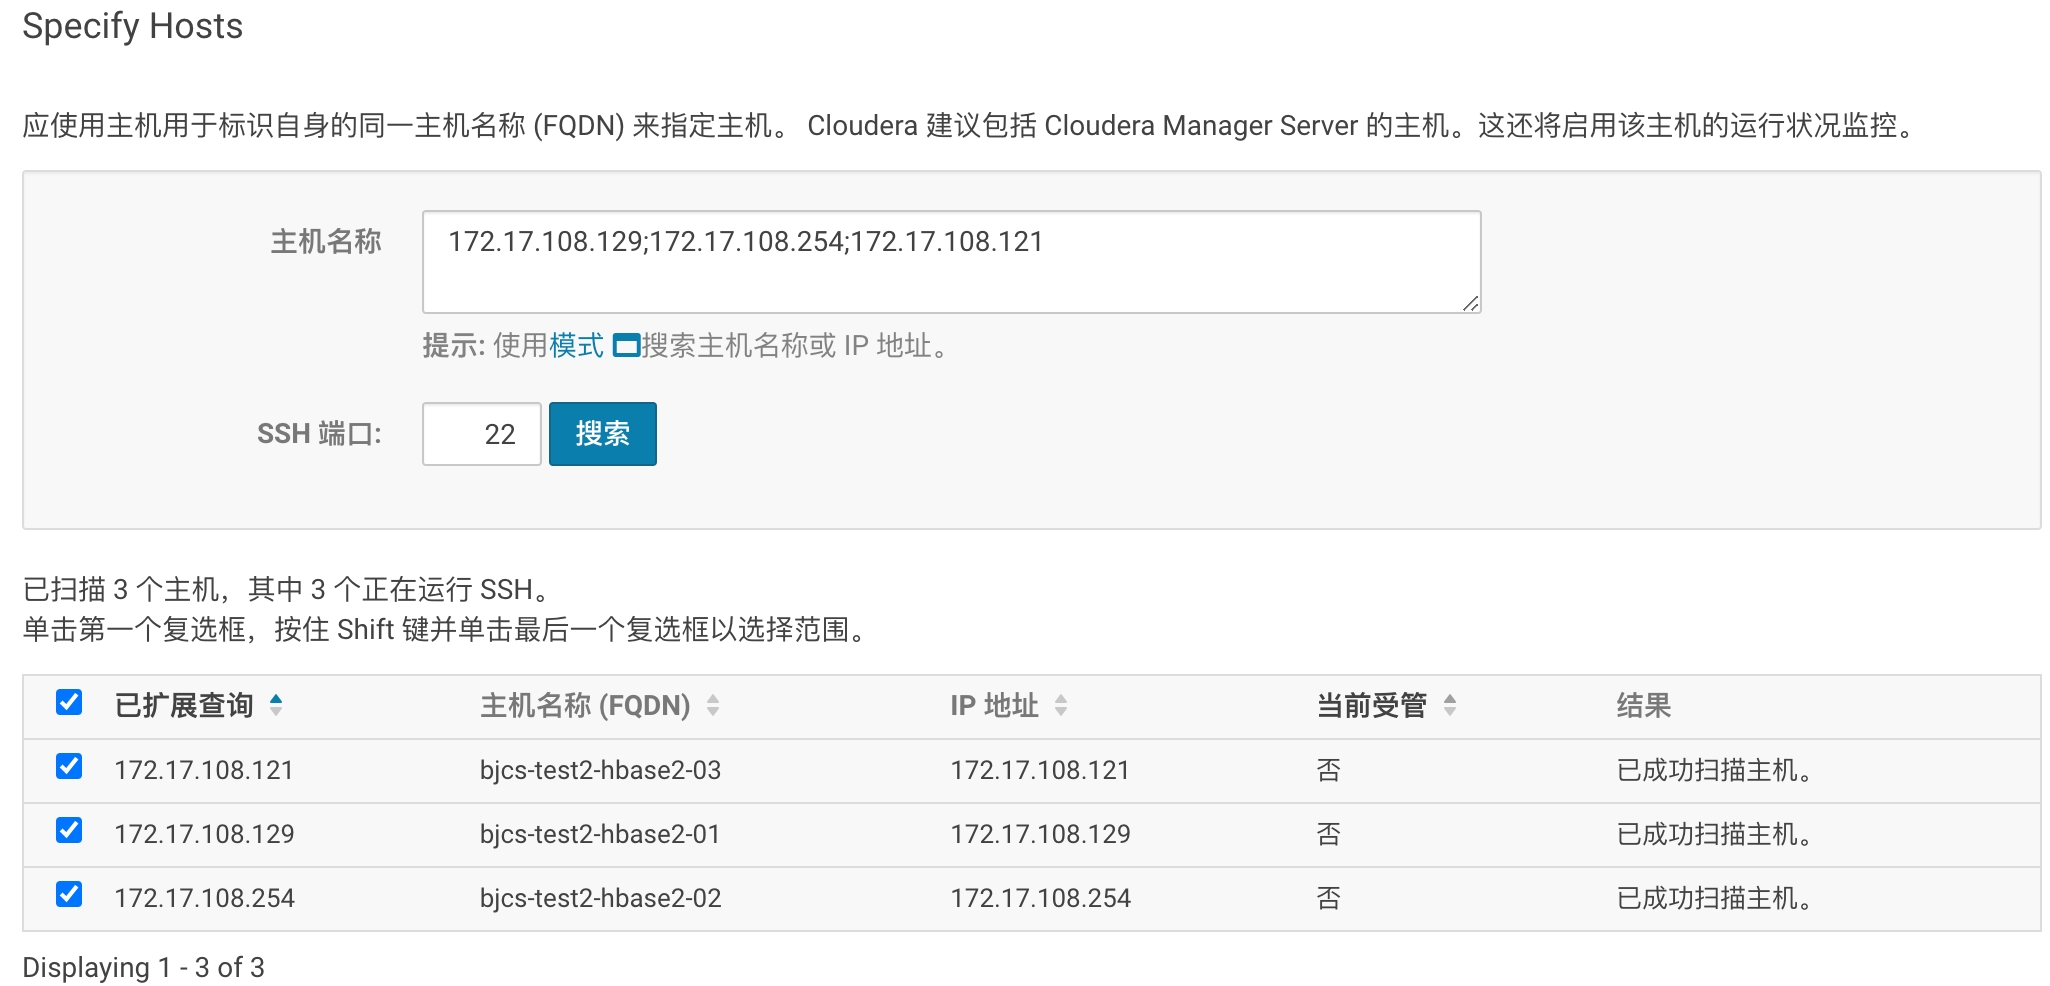 Specify Hosts
应使用主机用于标识自身的同一主机名称 (FQDN) 来指定主机。 Cloudera 建议包括 Cloudera Manager Server 的主机。这还将启用该主机的运行状况监控。
主机名称 172.17.108.129;172.17.108.254;172.17.108.121
提示: 使用模式 搜索主机名称或 IP 地址。
SSH 端口: 22 搜索
已扫描 3 个主机，其中 3 个正在运行 SSH。
单击第一个复选框，按住 Shift 键并单击最后一个复选框以选择范围。
已扩展查询 主机名称 (FQDN) IP 地址 当前受管 结果
172.17.108.121 bjcs-test2-hbase2-03 172.17.108.121 否 已成功扫描主机。
172.17.108.129 bjcs-test2-hbase2-01 172.17.108.129 否 已成功扫描主机。
172.17.108.254 bjcs-test2-hbase2-02 172.17.108.254 否 已成功扫描主机。
Displaying 1 - 3 of 3